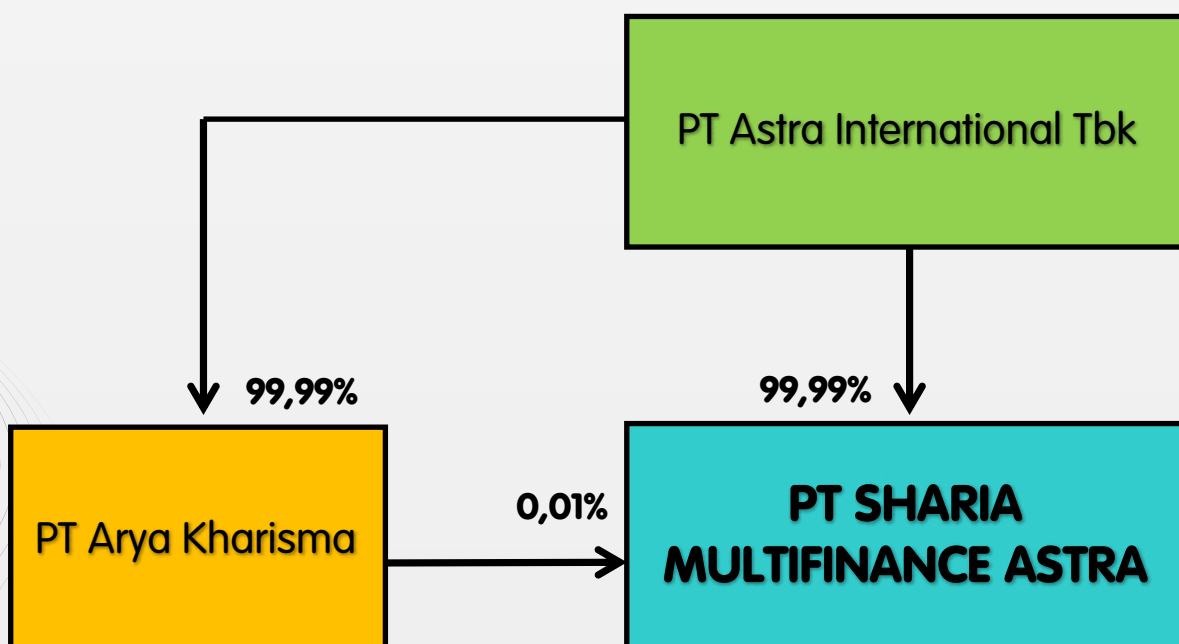 PT Astra International Tbk
99,99%
99,99%
0,01%
PT Arya Kharisma
PT SHARIA
MULTIFINANCE ASTRA